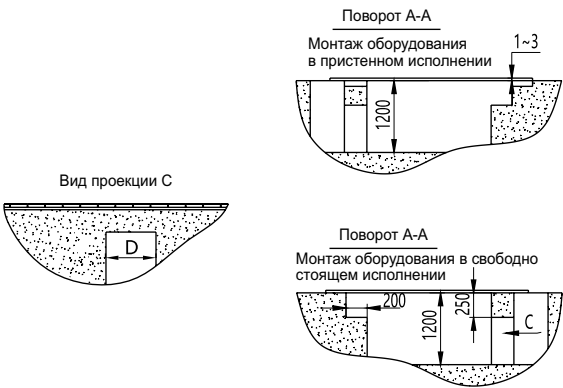 Поворот А-А
Монтаж оборудования
в пристенном исполнении
1~3
1200
Вид проекции С
D
Поворот А-А
Монтаж оборудования в свободно
стоящем исполнении
200
1200
250
C